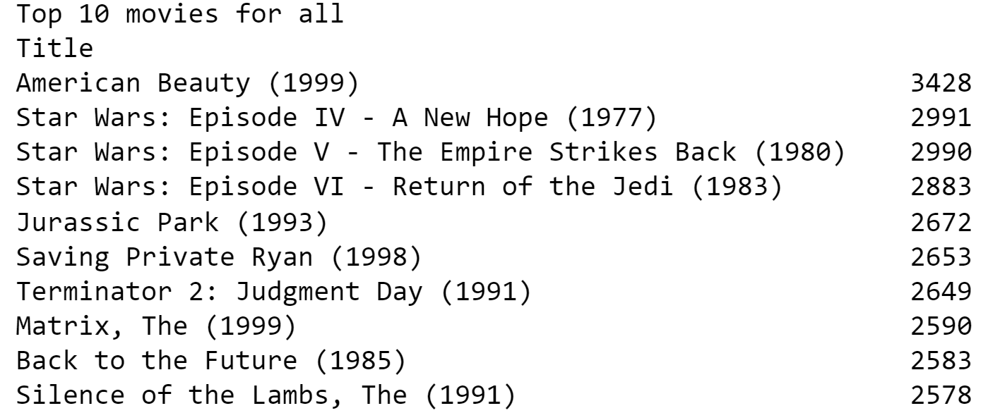 Top 10 movies for all
Title
American Beauty (1999) 3428
Star Wars: Episode IV - A New Hope (1977) 2991
Star Wars: Episode V - The Empire Strikes Back (1980) 2990
Star Wars: Episode VI - Return of the Jedi (1983) 2883
Jurassic Park (1993) 2672
Saving Private Ryan (1998) 2653
Terminator 2: Judgment Day (1991) 2649
Matrix, The (1999) 2590
Back to the Future (1985) 2583
Silence of the Lambs, The (1991) 2578